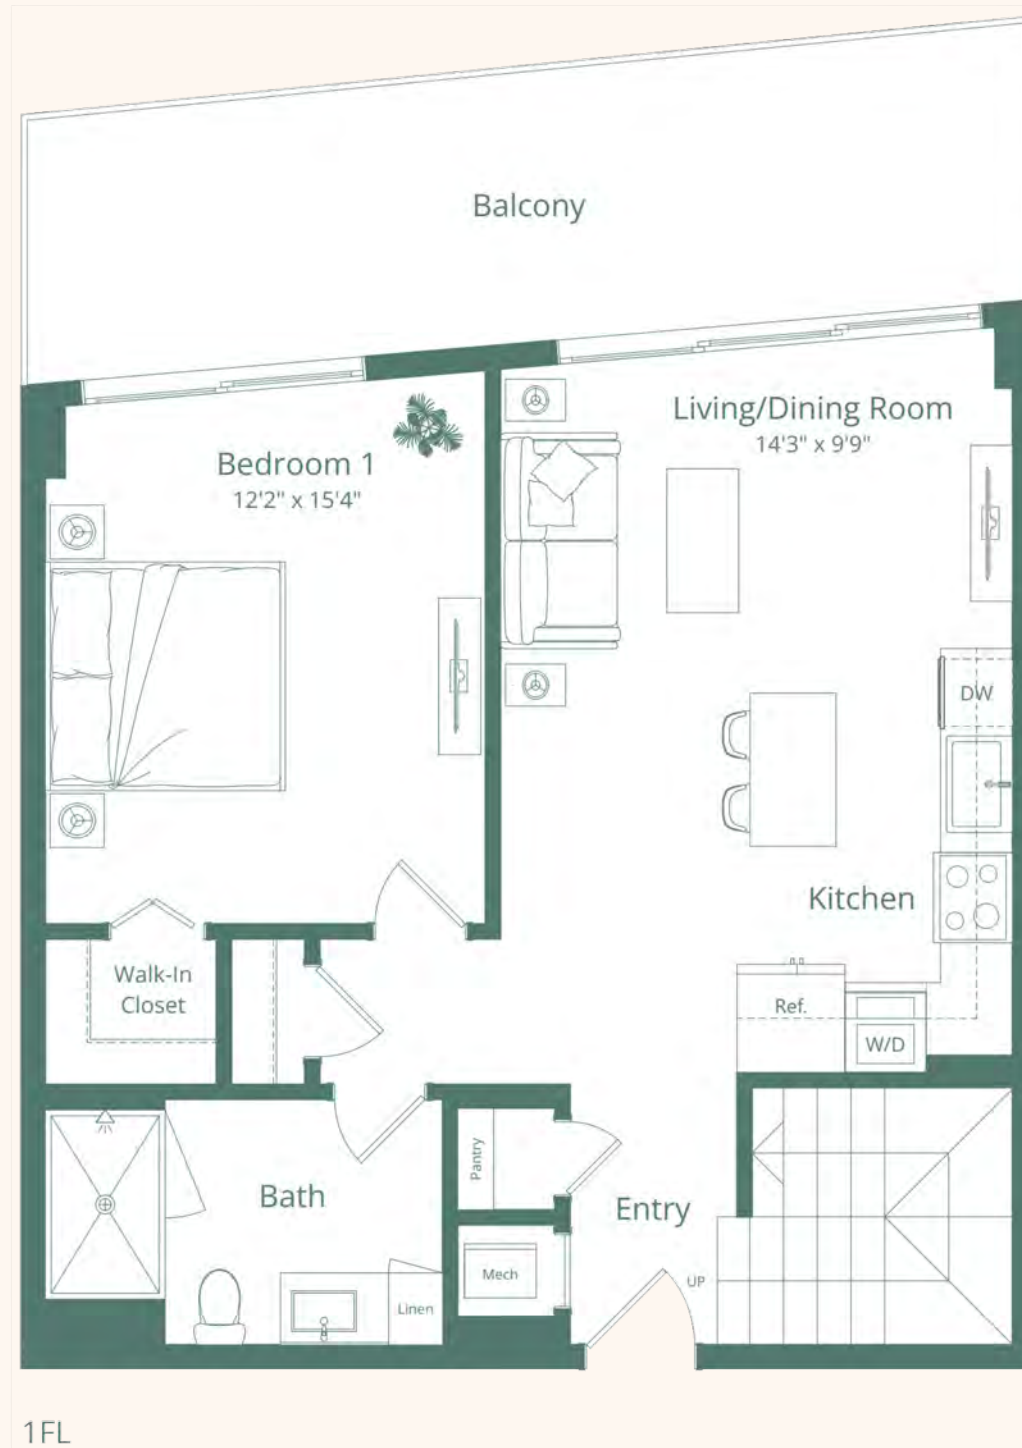 Balcony
Living/Dining Room
14'3" x 9'9"
Bedroom 1
12'2" x 15'4"
DW
Kitchen
Walk-In
Closet
Ref.
W/D
Pantry
Bath
Entry
Mech
UP
Linen
1FL